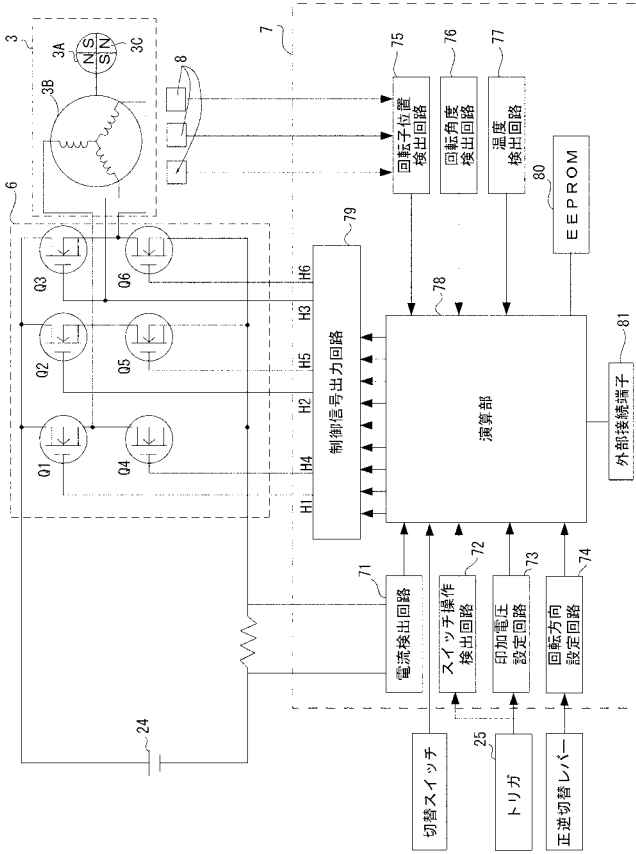 3
3A
N
S
S
N
3C
3B
8
6
Q3
Q6
Q2
Q5
Q1
Q4
24
7
H6
H3
H5
H2
H4
H1
79
制御信号出力回路
75
回転子位置
検出回路
76
回転角度
検出回路
77
温度
検出回路
78
演算部
80
EEPROM
81
外部接続端子
71
電流検出回路
72
スイッチ操作
検出回路
73
印加電圧
設定回路
74
回転方向
設定回路
切替スイッチ
25
トリガ
正逆切替レバー